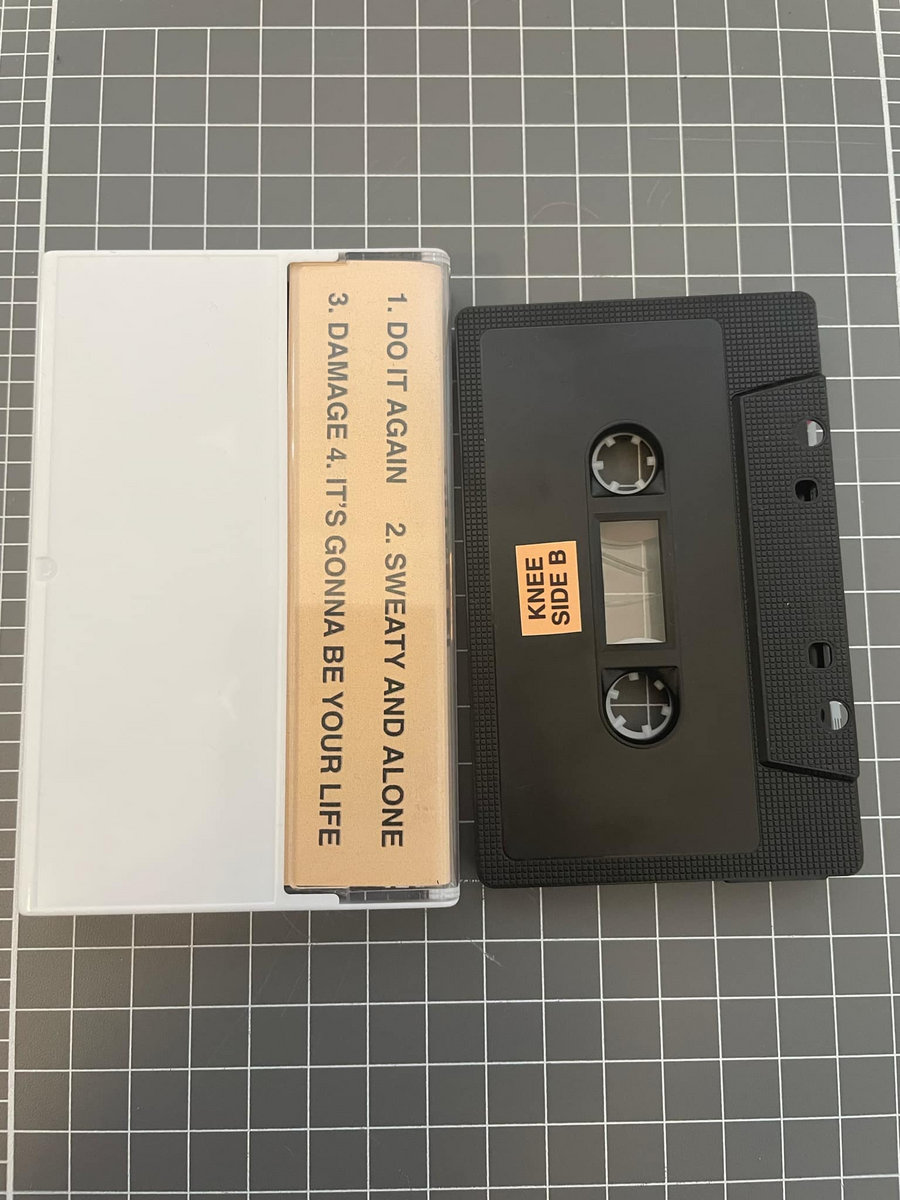 1. DO IT AGAIN 2. SWEATY AND ALONE
3. DAMAGE 4. IT'S GONNA BE YOUR LIFE
KNEE
SIDE B